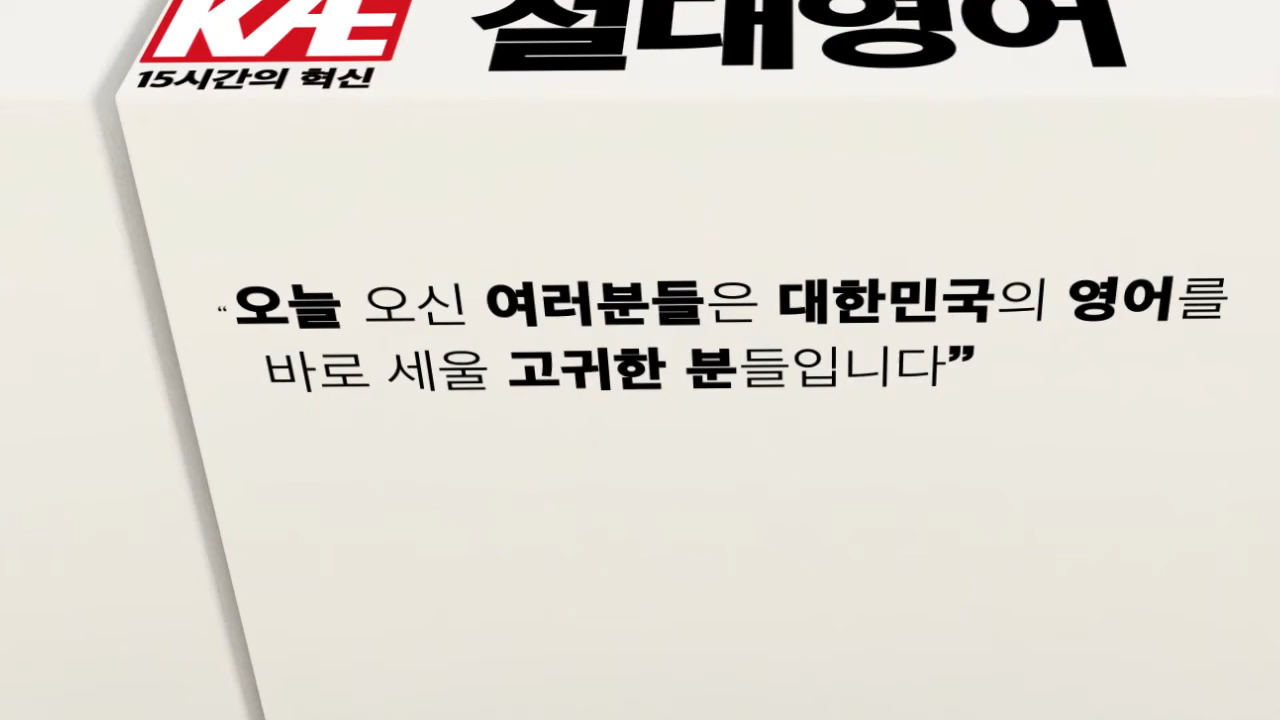 KAE
15시간의 혁신
절대영어
“오늘 오신 여러분들은 대한민국의 영어를
바로 세울 고귀한 분들입니다”